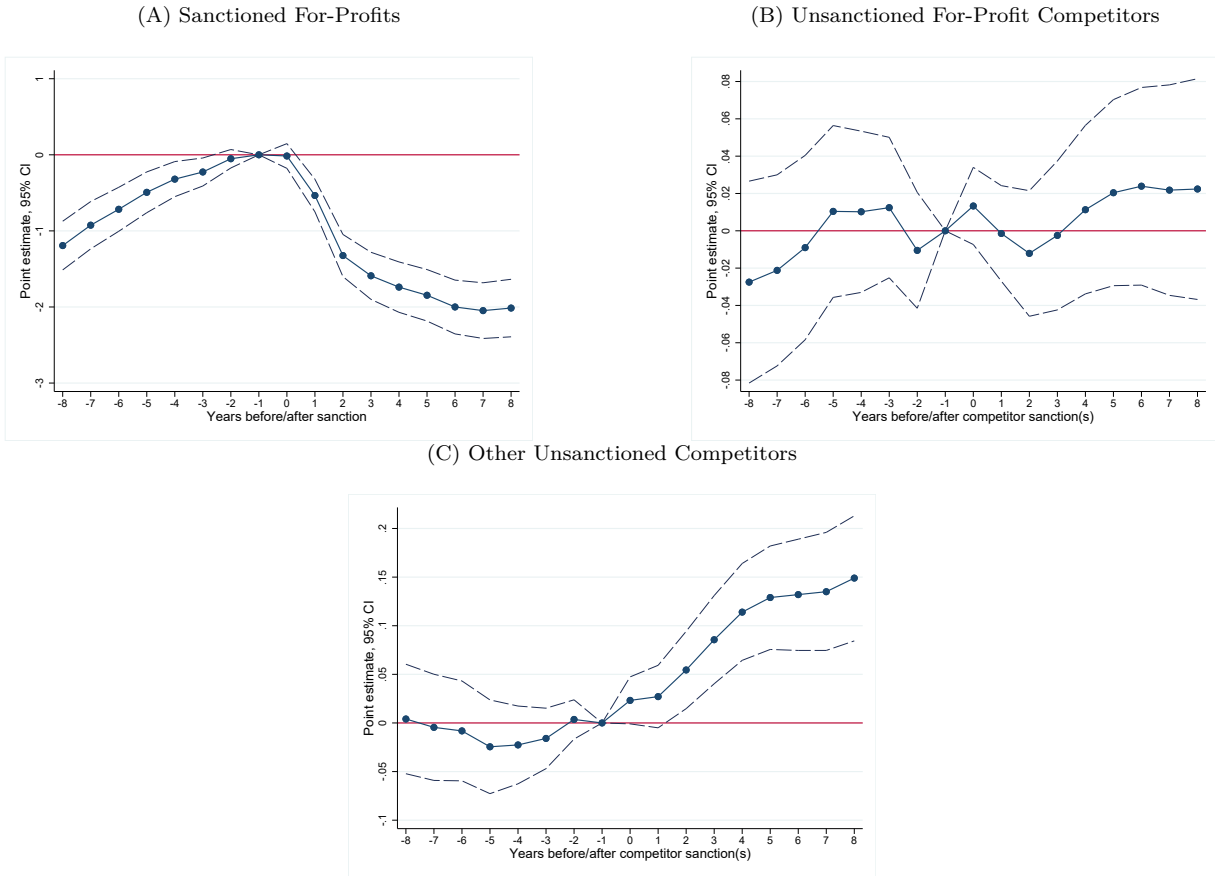 (A) Sanctioned For-Profits
Point estimate, 95% CI
1
0
-1
-2
-3
-8 -7 -6 -5 -4 -3 -2 -1 0 1 2 3 4 5 6 7 8
Years before/after sanction
(B) Unsanctioned For-Profit Competitors
Point estimate, 95% CI
.08
.06
.04
.02
0
-.02
-.04
-.06
-.08
-8 -7 -6 -5 -4 -3 -2 -1 0 1 2 3 4 5 6 7 8
Years before/after competitor sanction(s)
(C) Other Unsanctioned Competitors
Point estimate, 95% CI
.2
.15
.1
.05
0
-.05
-.1
-8 -7 -6 -5 -4 -3 -2 -1 0 1 2 3 4 5 6 7 8
Years before/after competitor sanction(s)